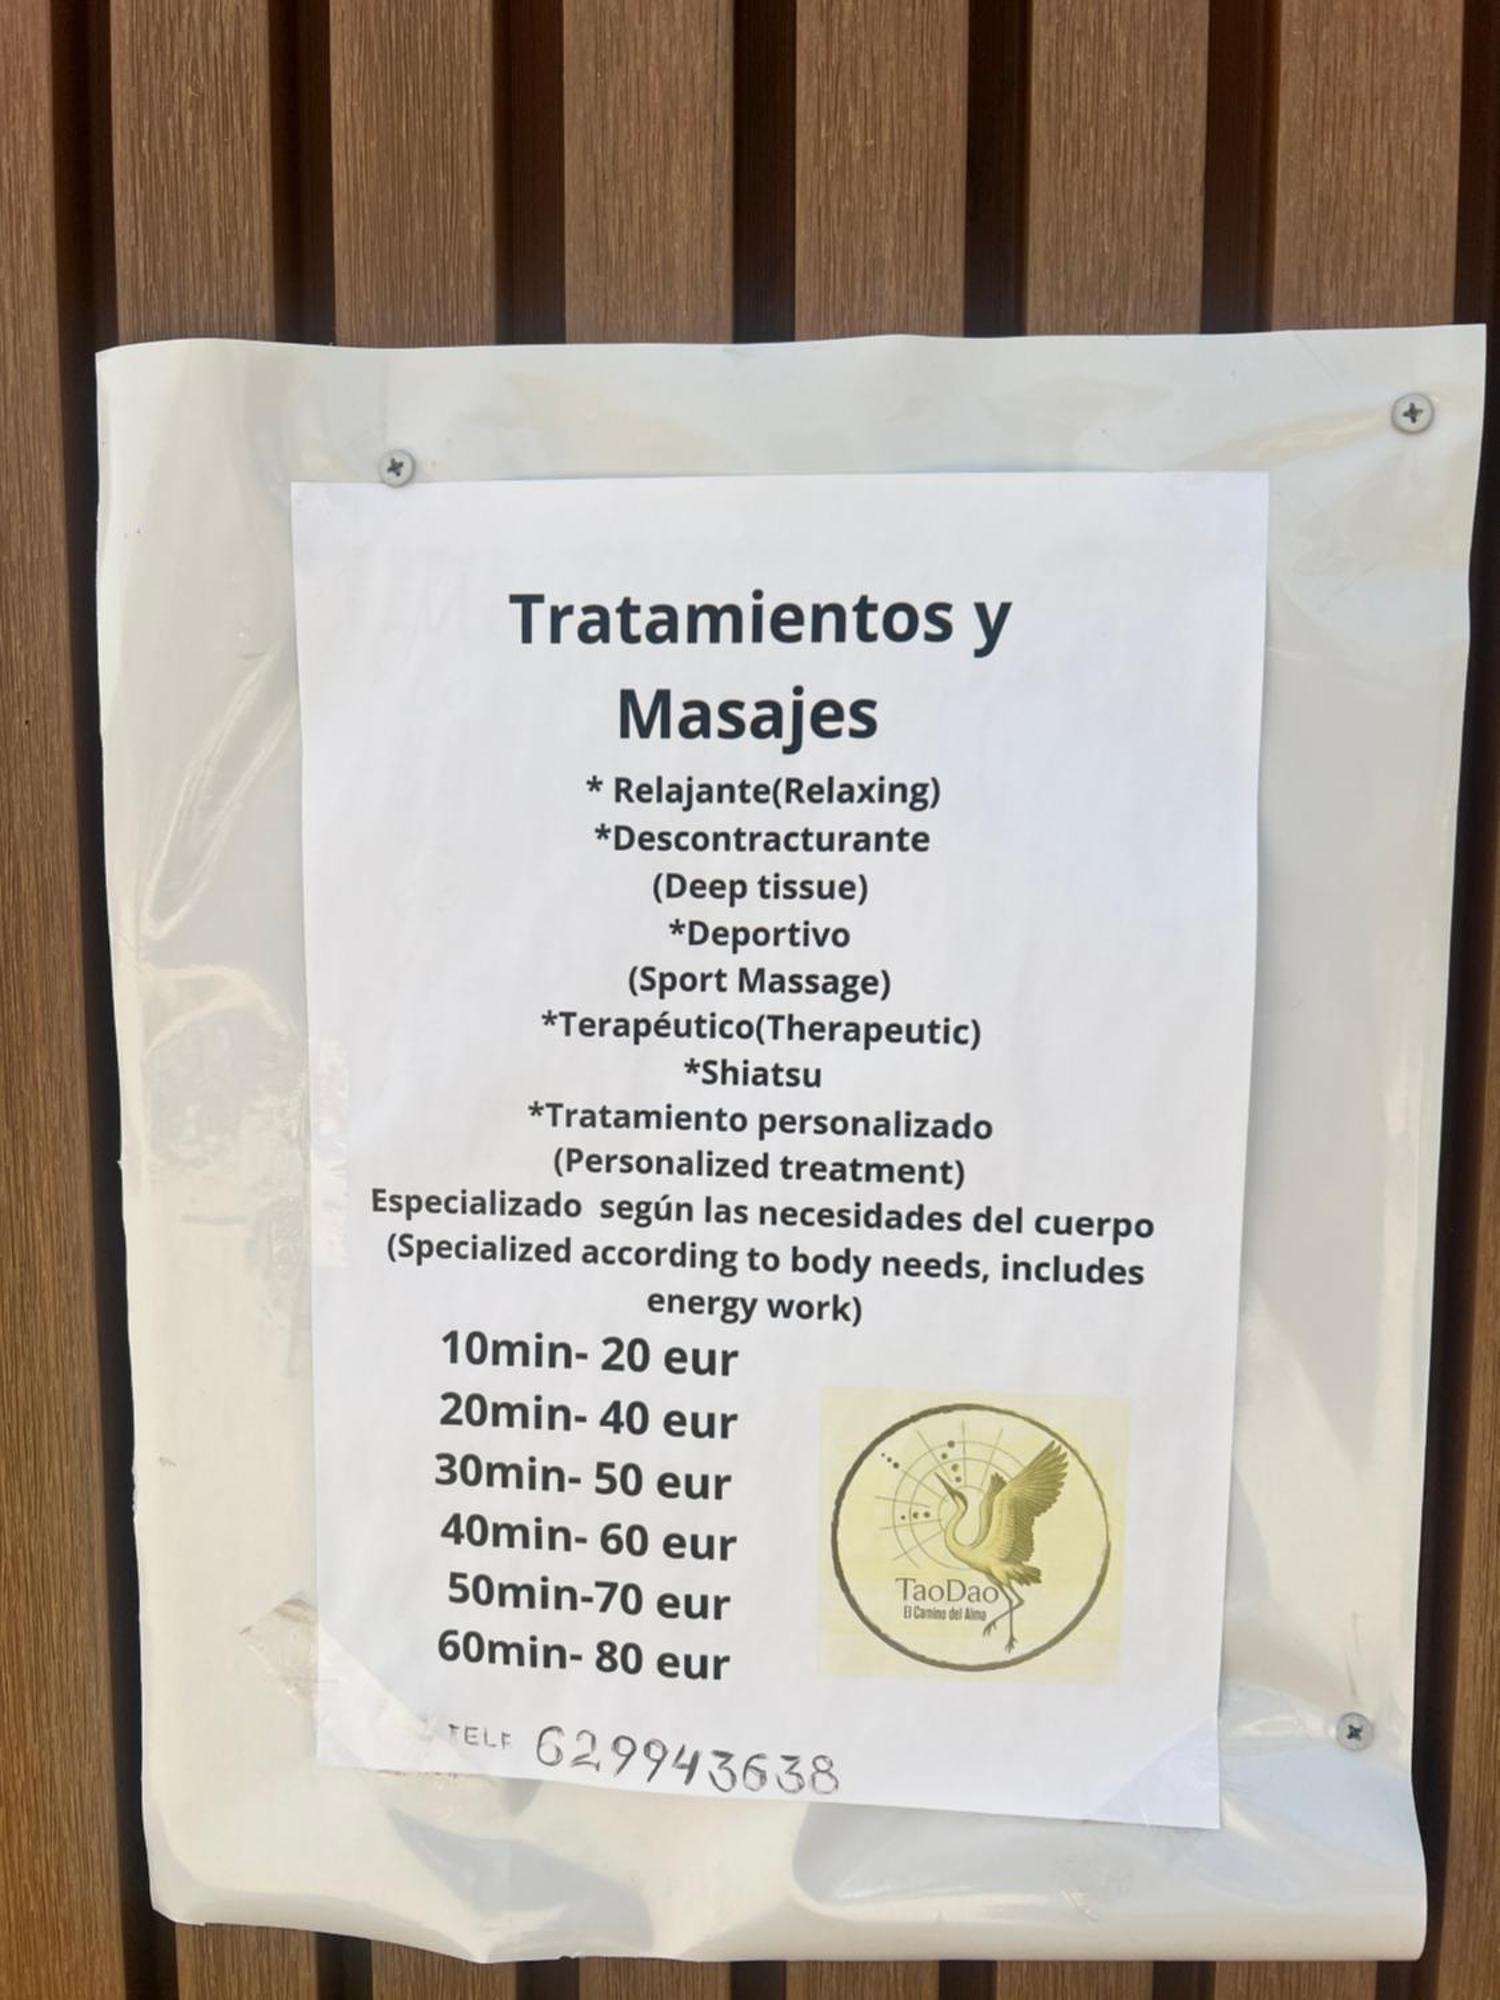 Tratamientos y
Masajes
* Relajante(Relaxing)
*Descontracturante
(Deep tissue)
*Deportivo
(Sport Massage)
*Terapéutico(Therapeutic)
*Shiatsu
*Tratamiento personalizado
(Personalized treatment)
Especializado  según las necesidades del cuerpo
(Specialized according to body needs, includes
energy work)
10min- 20 eur
20min- 40 eur
30min- 50 eur
40min- 60 eur
50min-70 eur
60min- 80 eur
TaoDao
El Camino del Alma
TELF 629943638